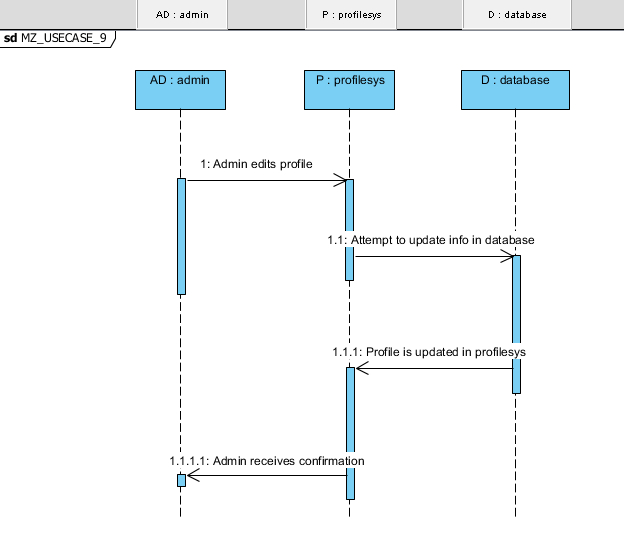 AD : admin P : profilesys D : database
sd MZ_USECASE_9
AD : admin P : profilesys D : database
1: Admin edits profile
1.1: Attempt to update info in database
1.1.1: Profile is updated in profilesys
1.1.1.1: Admin receives confirmation